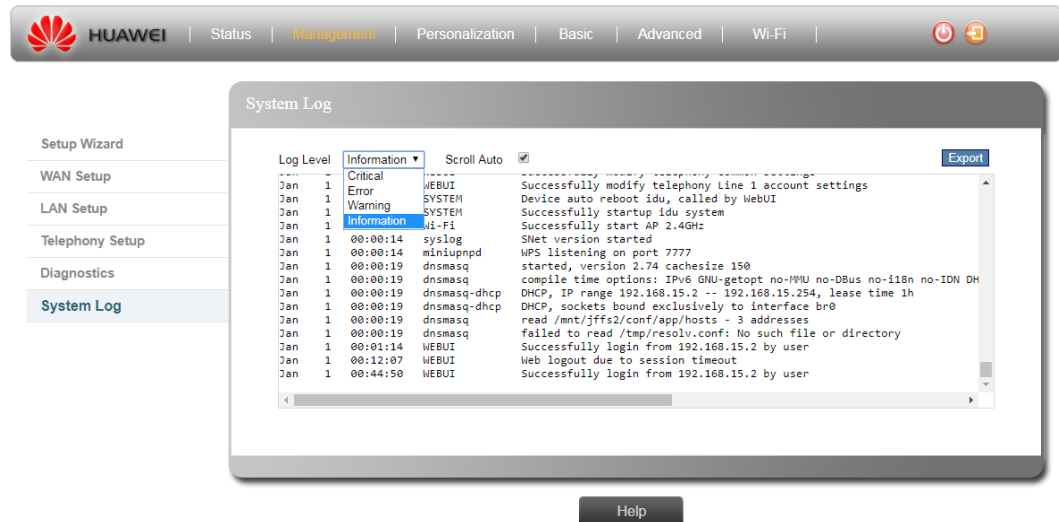 HUAWEI | Status | Management | Personalization | Basic | Advanced | Wi-Fi |
System Log
Setup Wizard
WAN Setup
LAN Setup
Telephony Setup
Diagnostics
System Log
Log Level Information ▼ Scroll Auto Export
Critical
Error
Warning
Information
Jan 1 WEBUI Successfully modify telephony Line 1 account settings
Jan 1 SYSTEM Device auto reboot idu, called by WebUI
Jan 1 SYSTEM Successfully startup idu system
Jan 1 Wi-Fi Successfully start AP 2.4GHz
Jan 1 00:00:14 syslog SNet version started
Jan 1 00:00:14 miniupnpd WPS listening on port 7777
Jan 1 00:00:19 dnsmasq started, version 2.74 cachesize 150
Jan 1 00:00:19 dnsmasq compile time options: IPv6 GNU-getopt no-MMU no-DBus no-i18n no-IDN DH
Jan 1 00:00:19 dnsmasq-dhcp DHCP, IP range 192.168.15.2 -- 192.168.15.254, lease time 1h
Jan 1 00:00:19 dnsmasq-dhcp DHCP, sockets bound exclusively to interface br0
Jan 1 00:00:19 dnsmasq read /mnt/jffs2/conf/app/hosts - 3 addresses
Jan 1 00:00:19 dnsmasq failed to read /tmp/resolv.conf: No such file or directory
Jan 1 00:01:14 WEBUI Successfully login from 192.168.15.2 by user
Jan 1 00:12:07 WEBUI Web logout due to session timeout
Jan 1 00:44:50 WEBUI Successfully login from 192.168.15.2 by user
Help